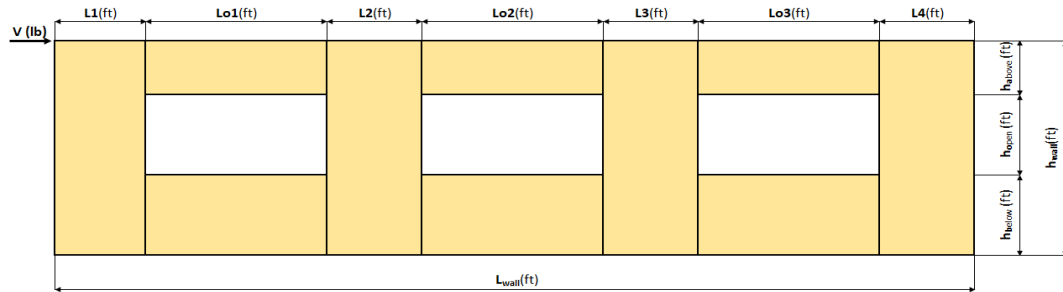 L1(ft) Lo1(ft) L2(ft) Lo2(ft) L3(ft) Lo3(ft) L4(ft)
V (lb)
habove(ft)
hopen(ft)
hwall(ft)
hbelow(ft)
Lwall(ft)